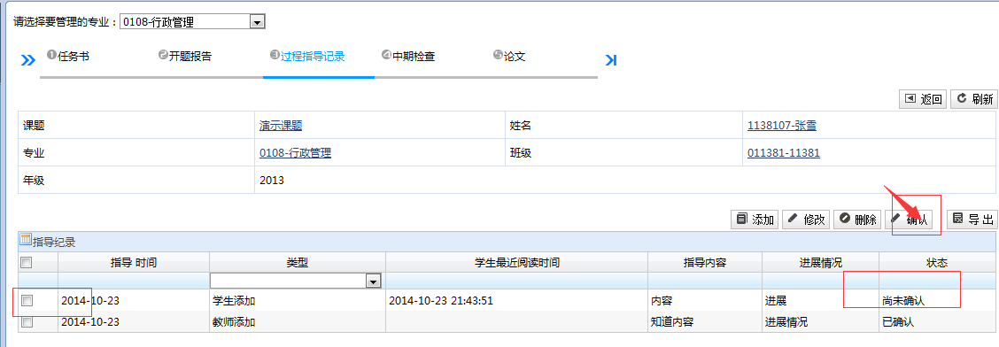 请选择要管理的专业：0108-行政管理
1任务书 2开题报告 3过程指导记录 4中期检查 5论文
返回 刷新
课题 演示课题 姓名 1138107-张雪
专业 0108-行政管理 班级 011381-11381
年级 2013
添加 修改 删除 确认 导出
指导纪录
指导 时间 类型 学生最近阅读时间 指导内容 进展情况 状态
2014-10-23 学生添加 2014-10-23 21:43:51 内容 进展 尚未确认
2014-10-23 教师添加 知道内容 进展情况 已确认